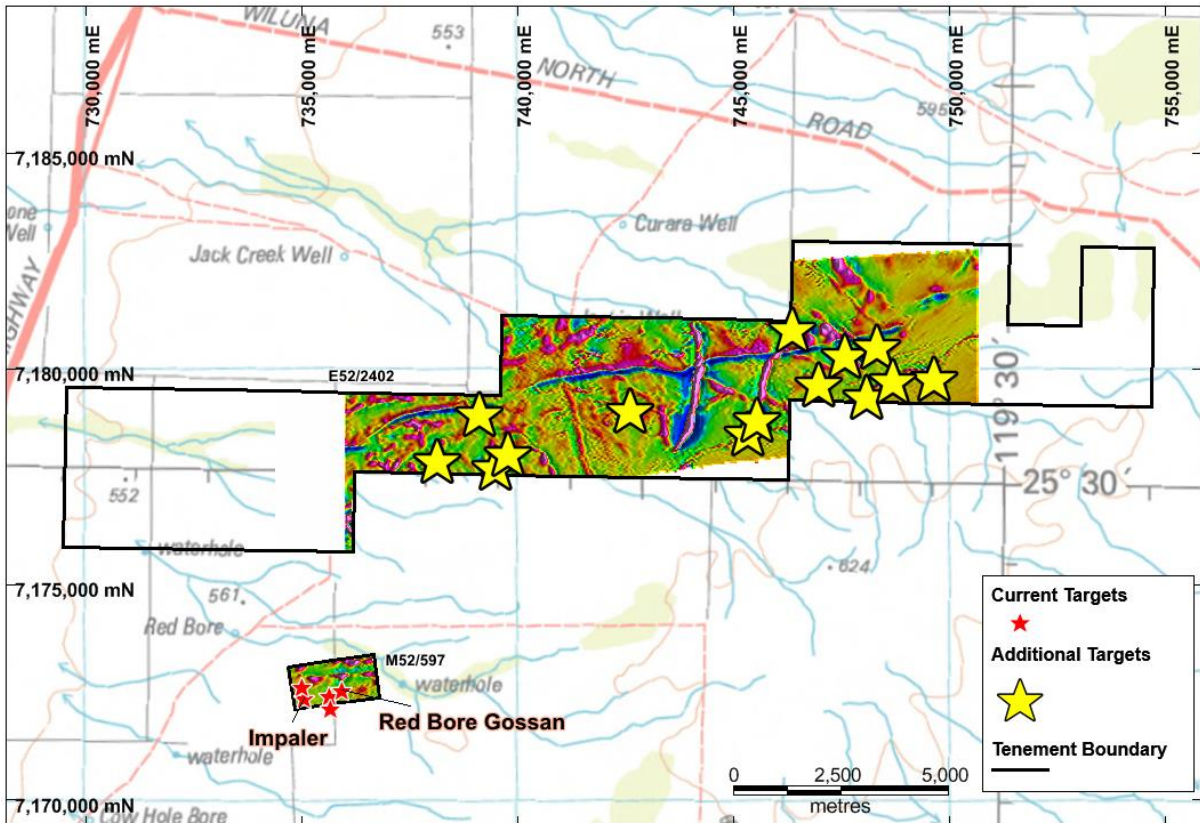 WILUNA
NORTH
ROAD
553
595
730,000 mE
735,000 mE
740,000 mE
745,000 mE
750,000 mE
755,000 mE
7,185,000 mN
Well
HIGHWAY
Jack Creek Well
Curara Well
Well
7,180,000 mN
E52/2402
119° 30´
25° 30´
552
waterhole
624
7,175,000 mN
561
Red Bore
M52/597
waterhole
Red Bore Gossan
Impaler
waterhole
7,170,000 mN
Cow Hole Bore
0 2,500 5,000
metres
Current Targets
Additional Targets
Tenement Boundary